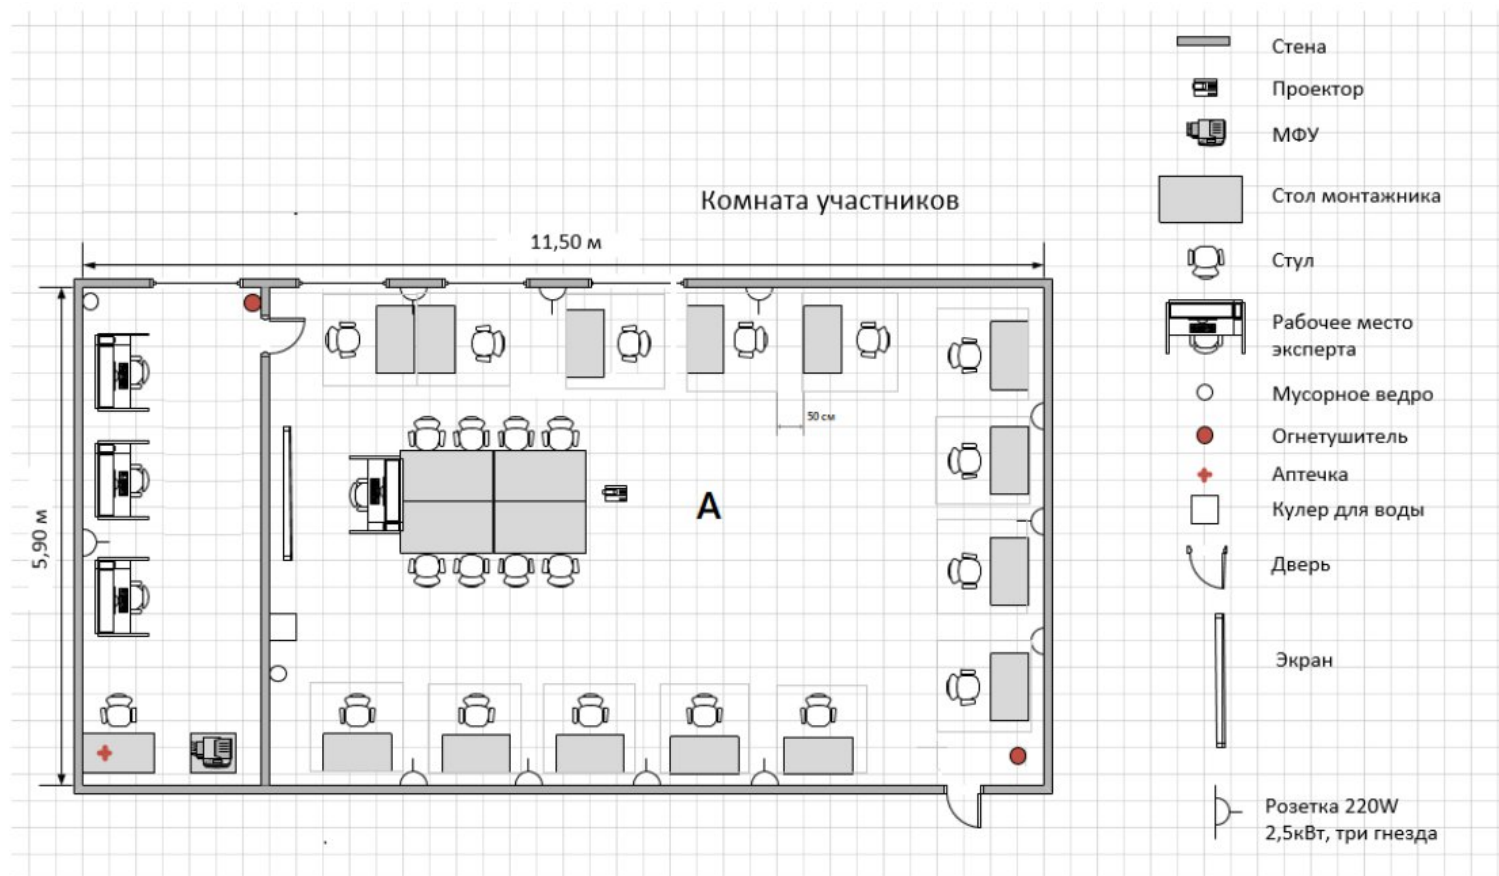 Стена
Проектор
МФУ
Стол монтажника
Комната участников
11,50 м
Стул
Рабочее место
эксперта
50 см
Мусорное ведро
Огнетушитель
Аптечка
А
Кулер для воды
5,90 м
Дверь
Экран
Розетка 220W
2,5кВт, три гнезда